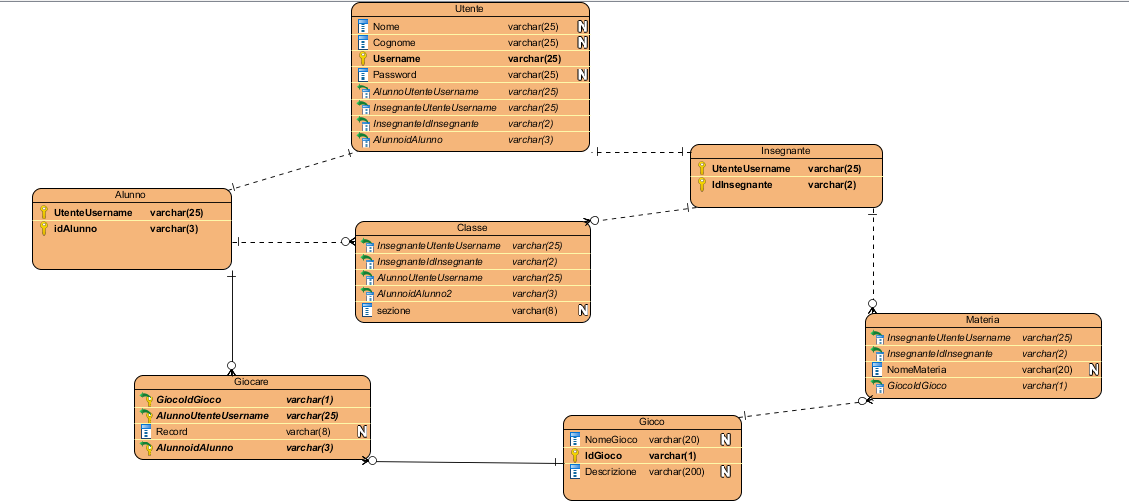 Utente
Nome varchar(25) N
Cognome varchar(25) N
Username varchar(25)
Password varchar(25) N
AlunnoUtenteUsername varchar(25)
InsegnanteUtenteUsername varchar(25)
InsegnanteIdInsegnante varchar(2)
AlunnoidAlunno varchar(3)
Insegnante
UtenteUsername varchar(25)
IdInsegnante varchar(2)
Alunno
UtenteUsername varchar(25)
idAlunno varchar(3)
Classe
InsegnanteUtenteUsername varchar(25)
InsegnanteIdInsegnante varchar(2)
AlunnoUtenteUsername varchar(25)
AlunnoidAlunno2 varchar(3)
sezione varchar(8) N
Materia
InsegnanteUtenteUsername varchar(25)
InsegnanteIdInsegnante varchar(2)
NomeMateria varchar(20) N
GiocoIdGioco varchar(1)
Giocare
GiocoIdGioco varchar(1)
AlunnoUtenteUsername varchar(25)
Record varchar(8) N
AlunnoidAlunno varchar(3)
Gioco
NomeGioco varchar(20) N
IdGioco varchar(1)
Descrizione varchar(200) N